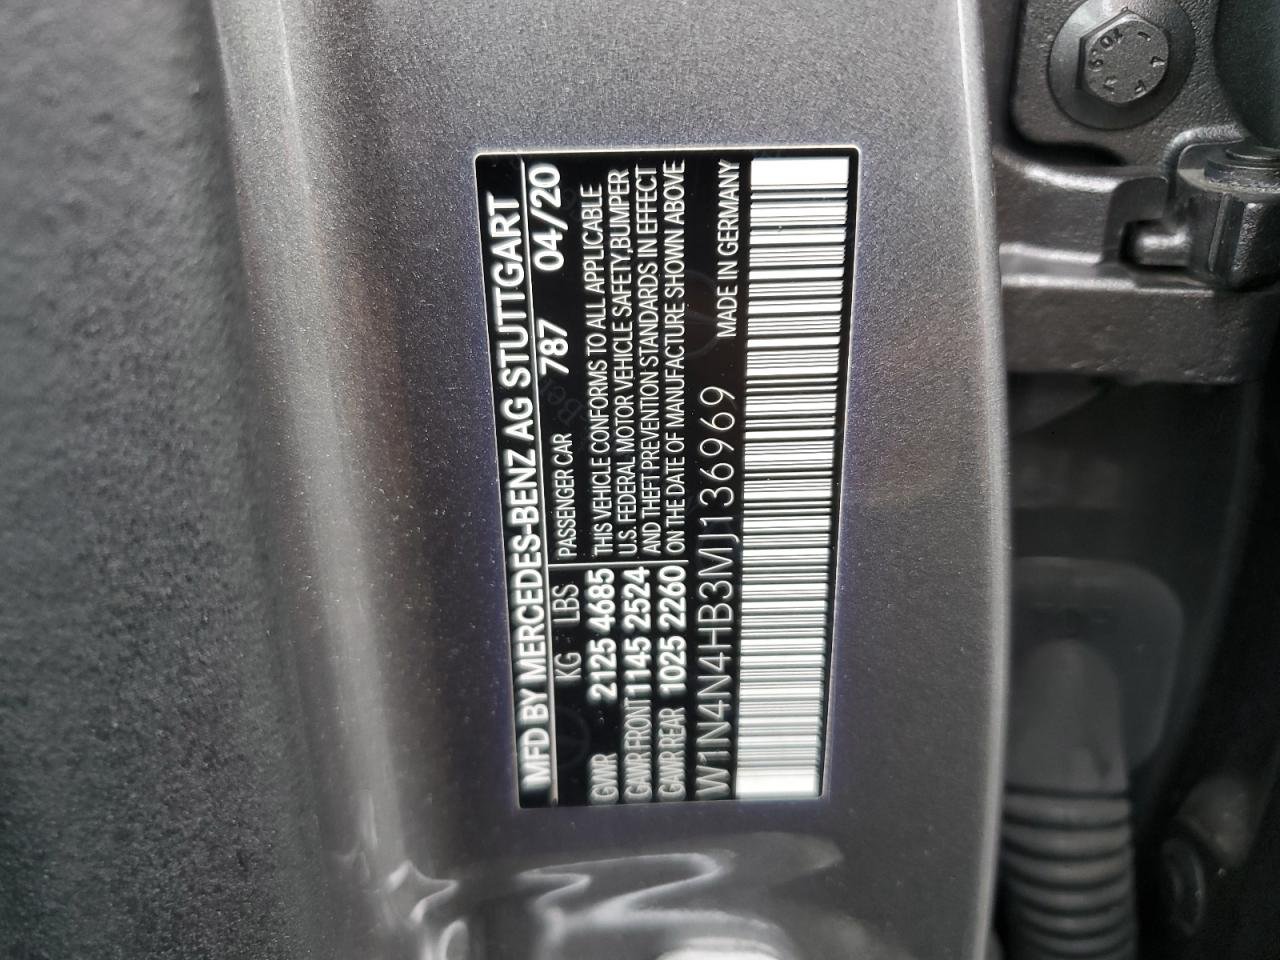 MFD BY MERCEDES-BENZ AG STUTTGART
KG LBS PASSENGER CAR 787 04/20
GVWR 2125 4685 THIS VEHICLE CONFORMS TO ALL APPLICABLE
GAWR FRONT 1145 2524 U.S. FEDERAL MOTOR VEHICLE SAFETY,BUMPER
GAWR REAR 1025 2260 AND THEFT PREVENTION STANDARDS IN EFFECT
ON THE DATE OF MANUFACTURE SHOWN ABOVE
W1N4N4HB3MJ136969 MADE IN GERMANY
10.9